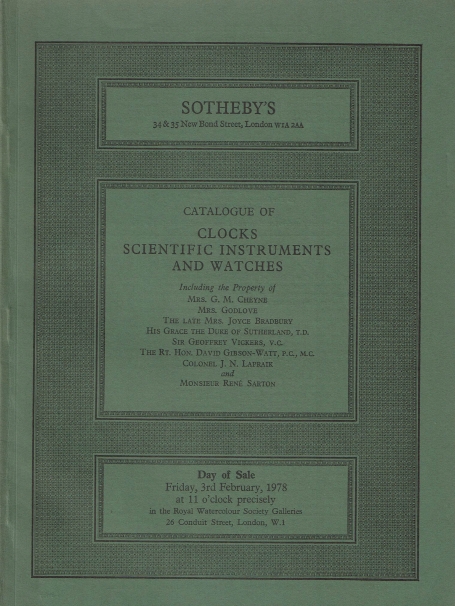 SOTHEBY'S
34 & 35 New Bond Street, London W1A 2AA
CATALOGUE OF
CLOCKS
SCIENTIFIC INSTRUMENTS
AND WATCHES
Including the Property of
MRS. G. M. CHEYNE
MRS. GODLOVE
THE LATE MRS. JOYCE BRADBURY
HIS GRACE THE DUKE OF SUTHERLAND, T.D.
SIR GEOFFREY VICKERS, V.C.
THE RT. HON. DAVID GIBSON-WATT, P.C., M.C.
COLONEL J. N. LAPRAIK
and
MONSIEUR RENÉ SARTON
Day of Sale
Friday, 3rd February, 1978
at 11 o'clock precisely
in the Royal Watercolour Society Galleries
26 Conduit Street, London, W.1